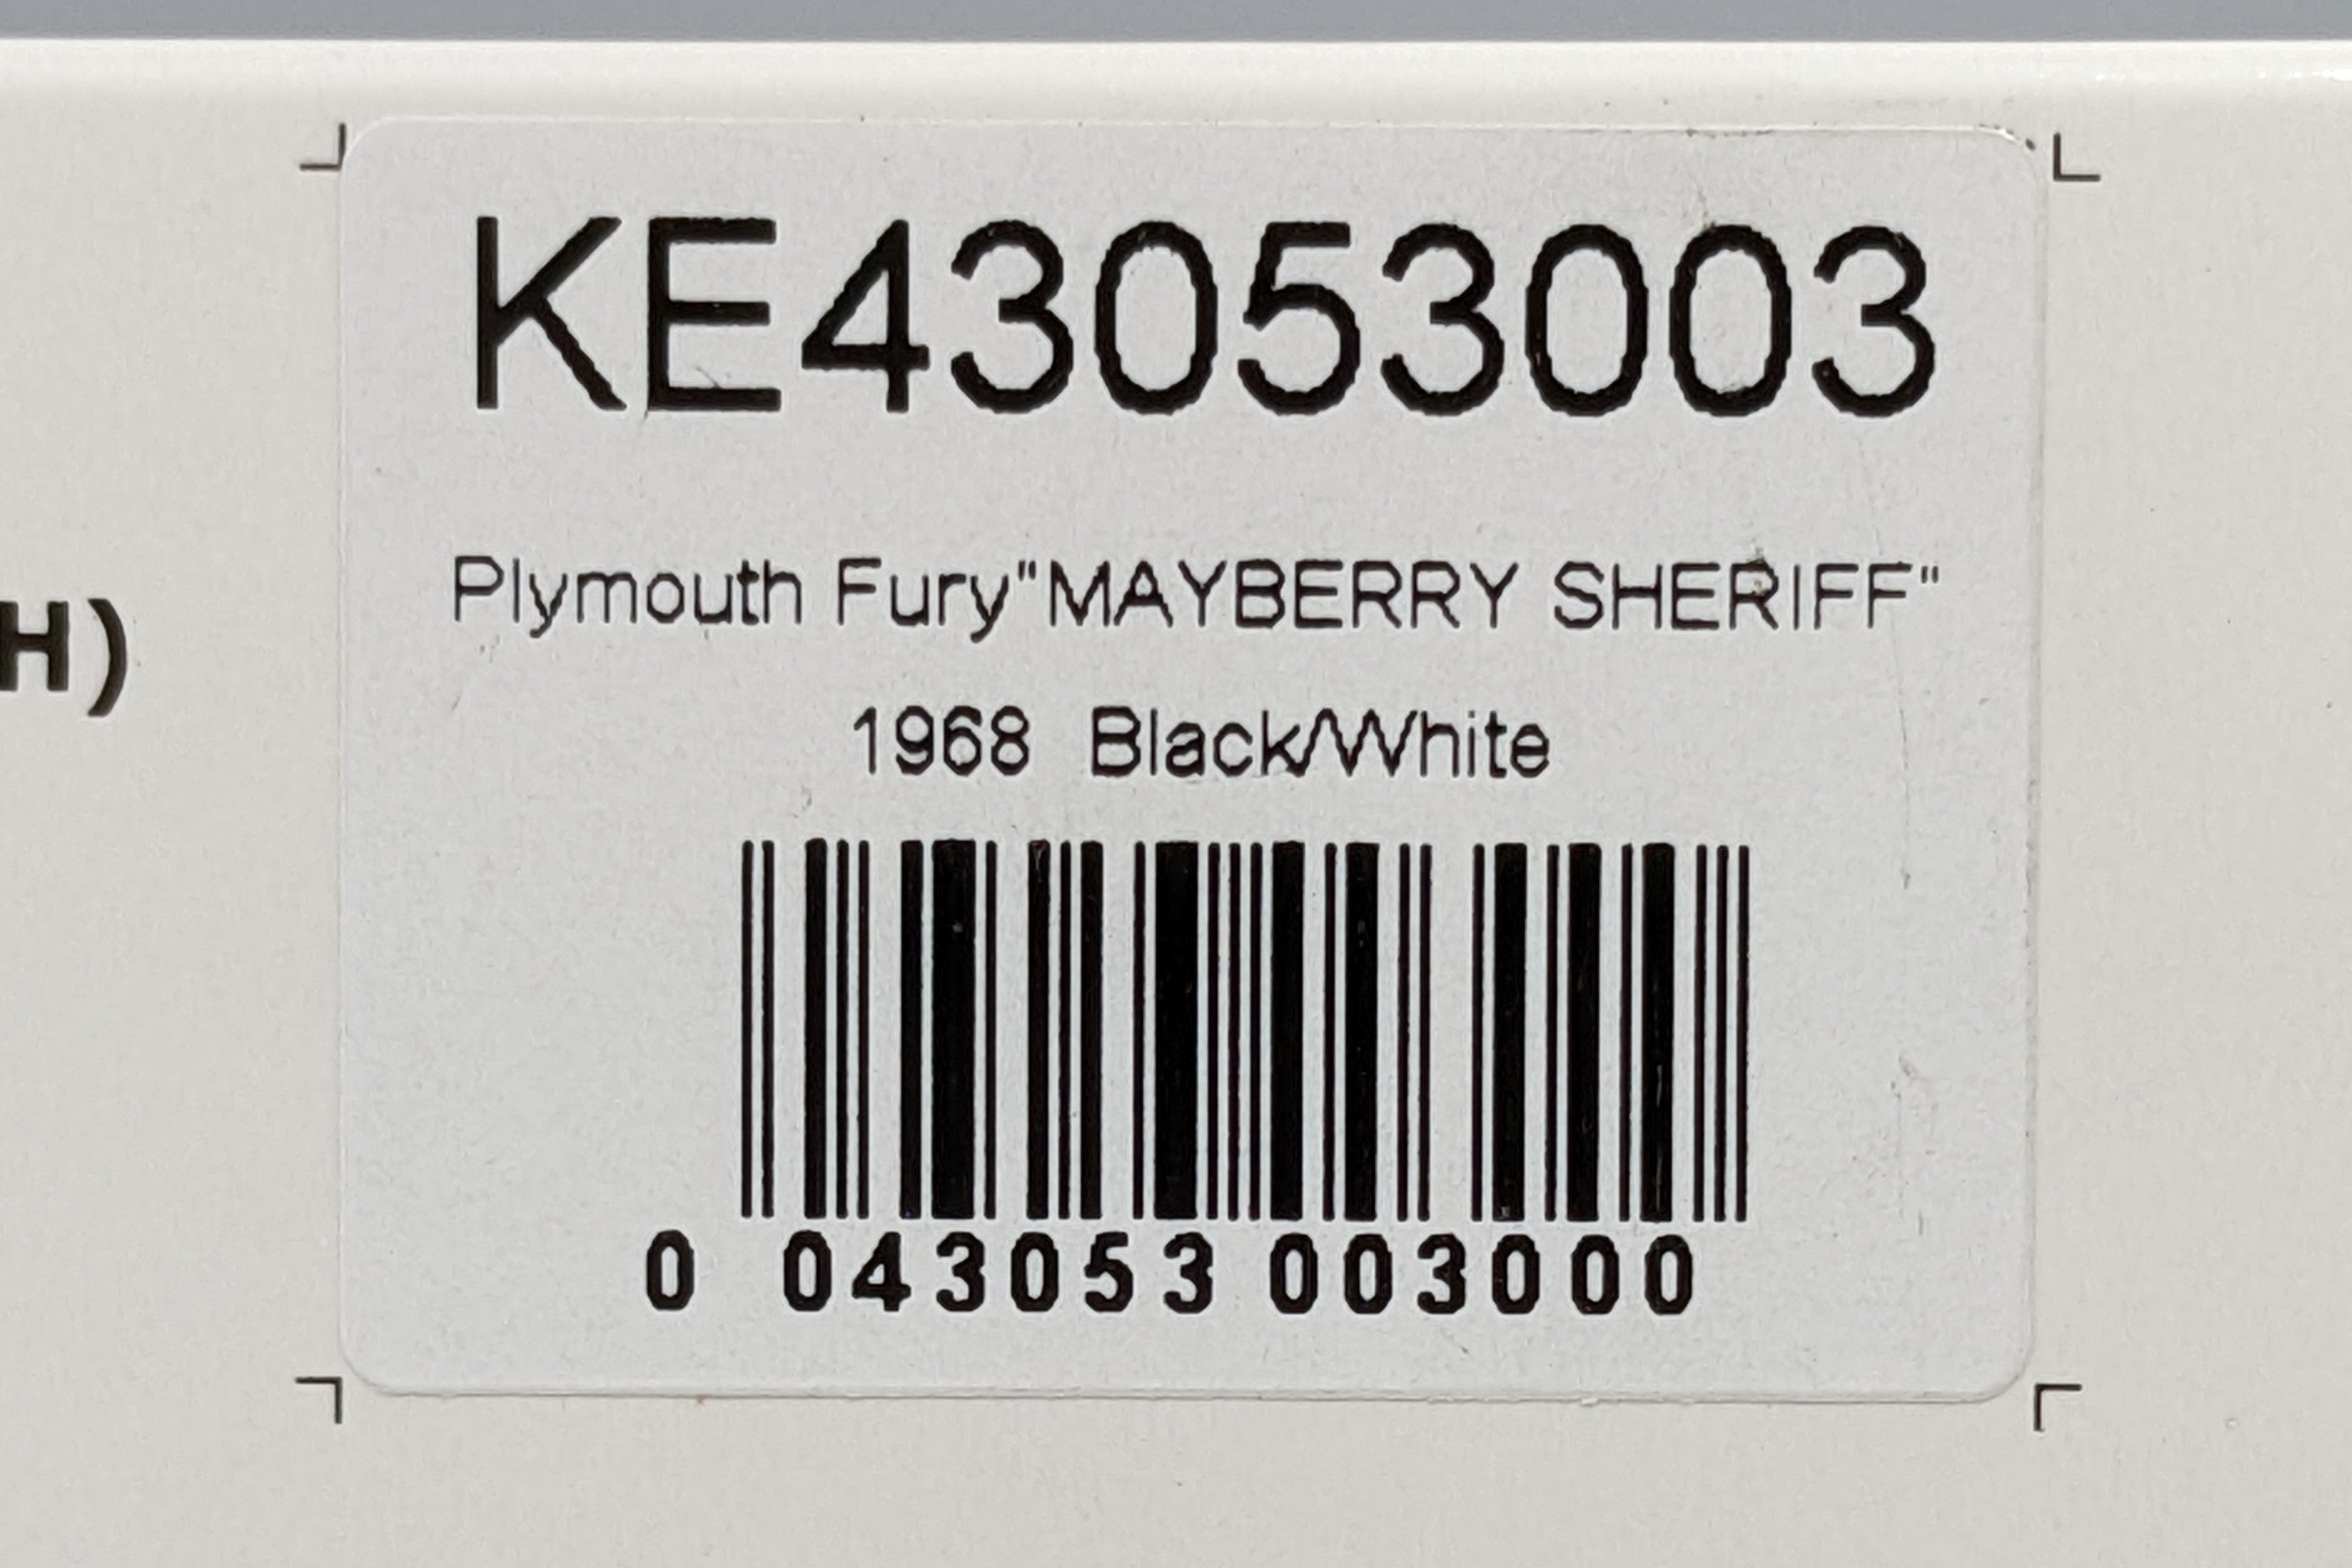 KE43053003
H)
Plymouth Fury"MAYBERRY SHERIFF"
1968 Black/White
0 043053 003000